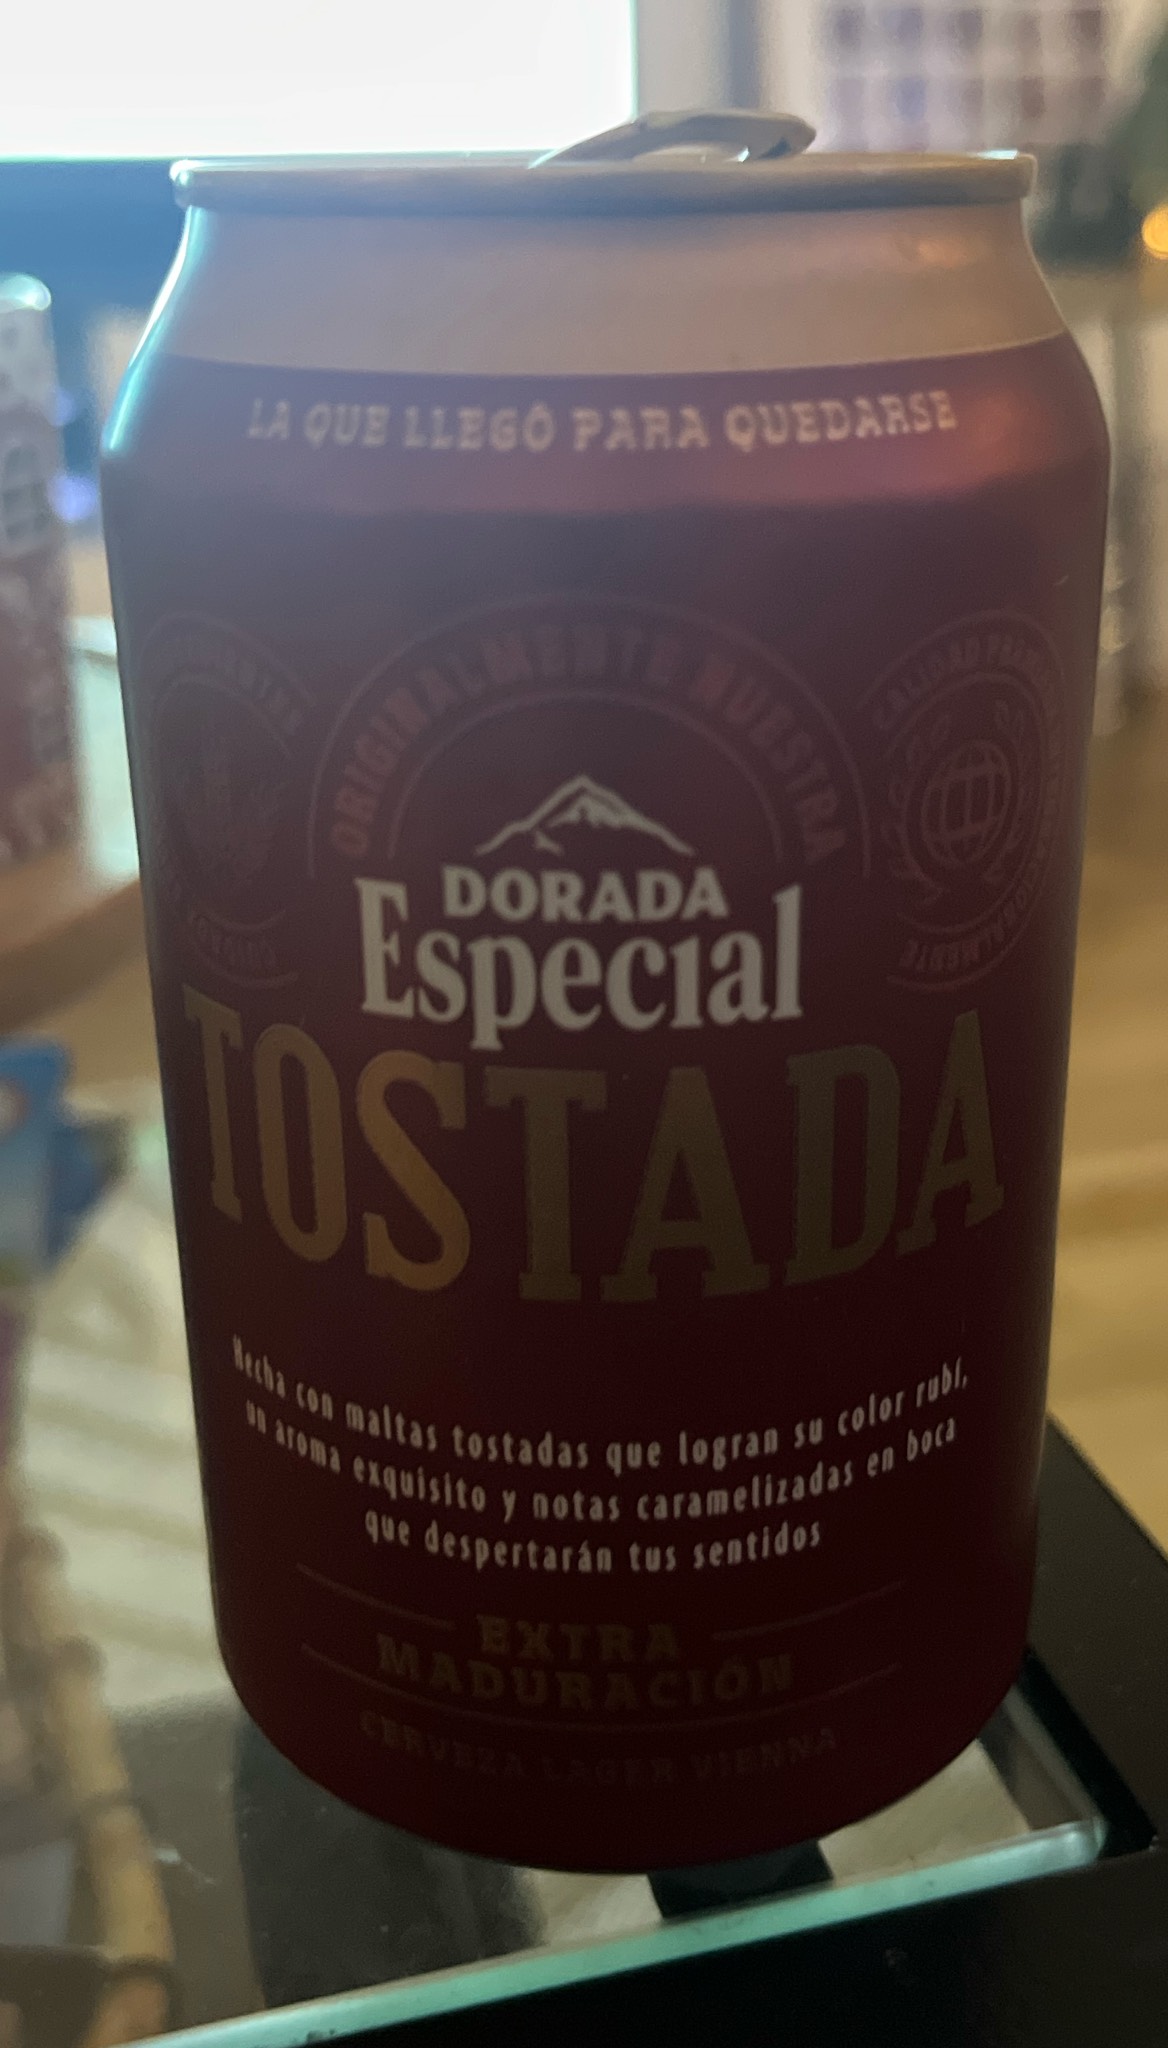 LA QUE LLEGÓ PARA QUEDARSE
ORIGINALMENTE NUESTRA
DORADA
Especial
TOSTADA
Hecha con maltas tostadas que logran su color rubí,
un aroma exquisito y notas caramelizadas en boca
que despertarán tus sentidos
EXTRA
MADURACIÓN
CERVEZA LAGER VIENNA